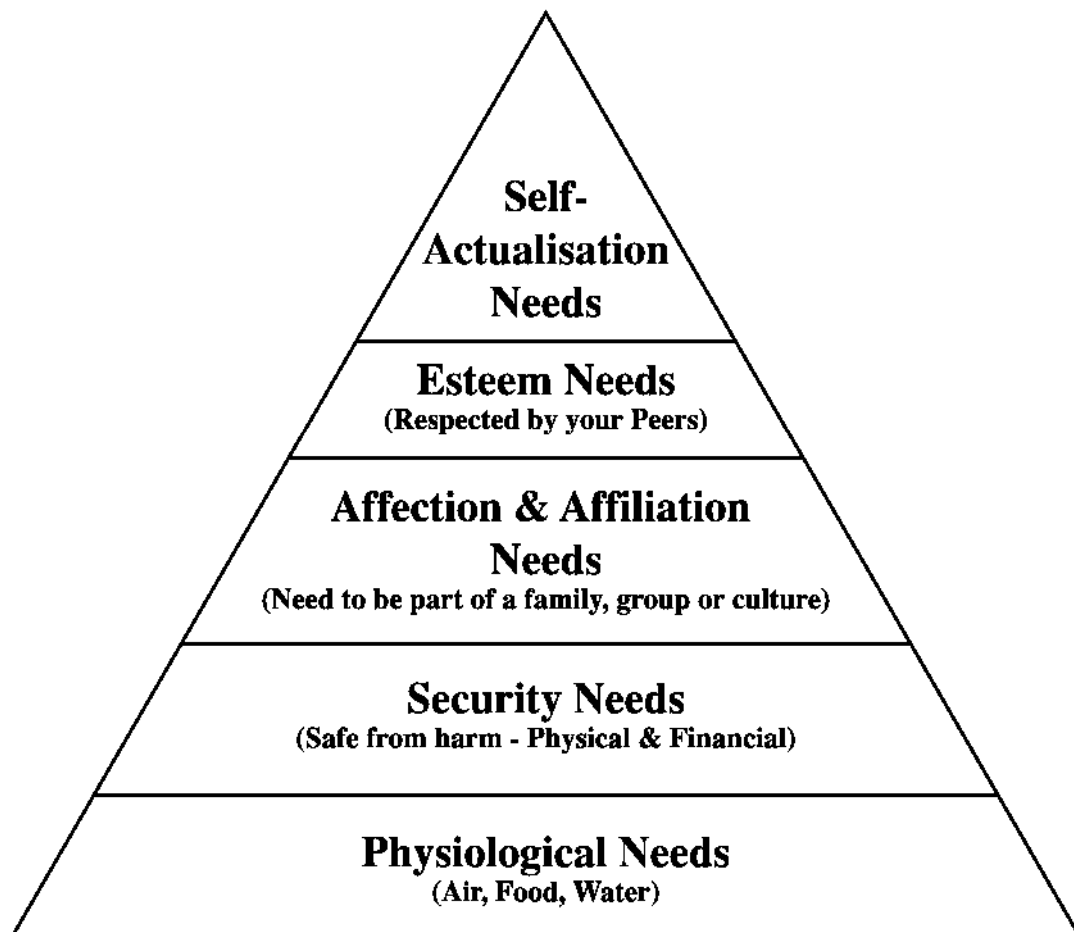 Self-
Actualisation
Needs
Esteem Needs
(Respected by your Peers)
Affection & Affiliation
Needs
(Need to be part of a family, group or culture)
Security Needs
(Safe from harm - Physical & Financial)
Physiological Needs
(Air, Food, Water)